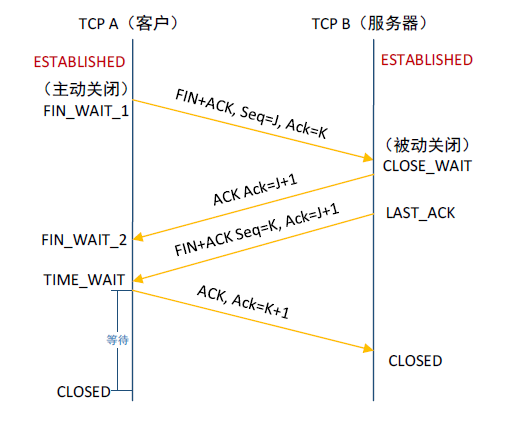 TCP A（客户）
TCP B（服务器）
ESTABLISHED
ESTABLISHED
（主动关闭）
FIN_WAIT_1
FIN+ACK, Seq=J, Ack=K
（被动关闭）
CLOSE_WAIT
ACK Ack=J+1
LAST_ACK
FIN_WAIT_2
FIN+ACK Seq=K, Ack=J+1
TIME_WAIT
ACK, Ack=K+1
等待
CLOSED
CLOSED